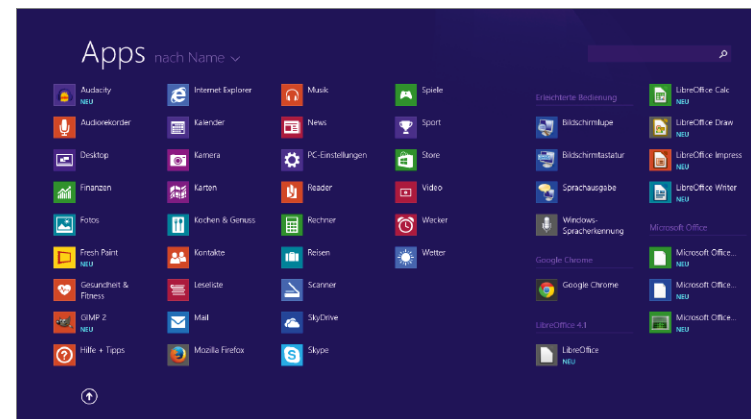 Apps nach Name
Audacity
NEU
Audiorekorder
Desktop
Finanzen
Fotos
Fresh Paint
NEU
Gesundheit &
Fitness
GIMP 2
NEU
Hilfe + Tipps
Internet Explorer
Kalender
Kamera
Karten
Kochen & Genuss
Kontakte
Leseliste
Mail
Mozilla Firefox
Musik
News
PC-Einstellungen
Reader
Rechner
Reisen
Scanner
SkyDrive
Skype
Spiele
Sport
Store
Video
Wecker
Wetter
Erleichterte Bedienung
Bildschirmlupe
Bildschirmtastatur
Sprachausgabe
Windows-
Spracherkennung
Google Chrome
Google Chrome
LibreOffice 4.1
LibreOffice
NEU
LibreOffice Calc
NEU
LibreOffice Draw
NEU
LibreOffice Impress
NEU
LibreOffice Writer
NEU
Microsoft Office
Microsoft Office...
NEU
Microsoft Office...
NEU
Microsoft Office...
NEU